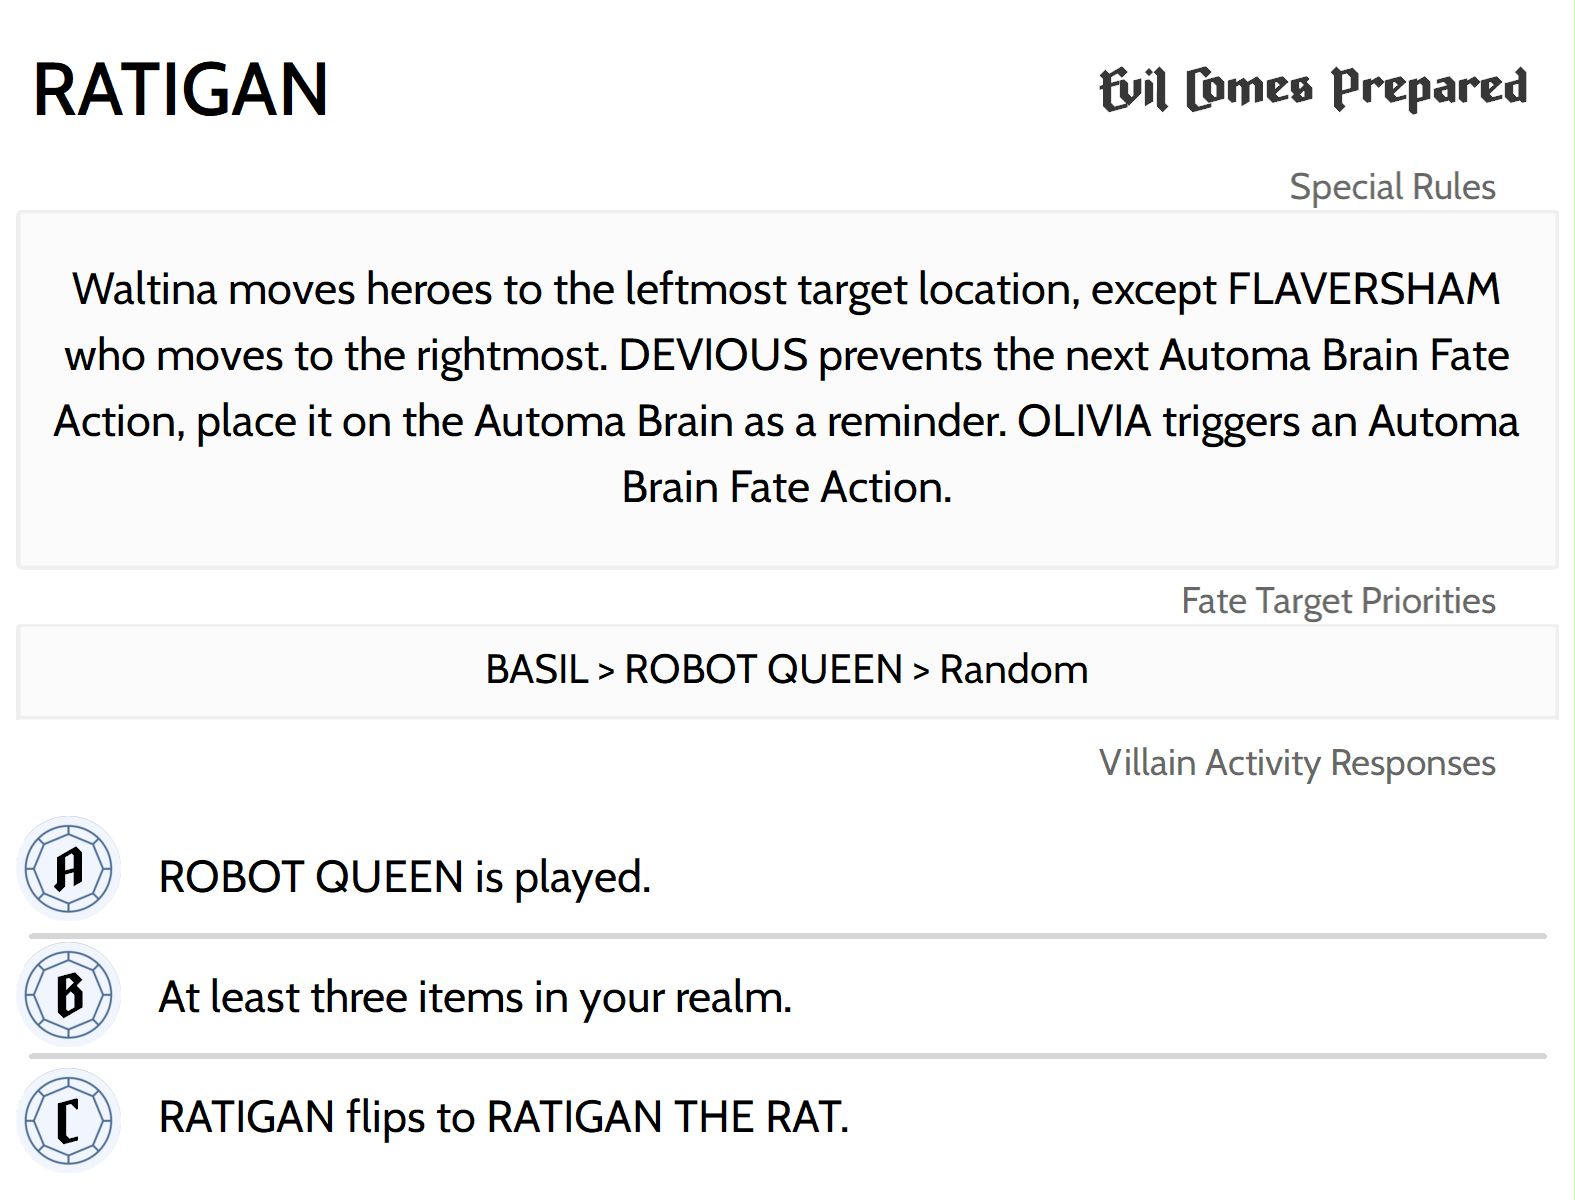 RATIGAN
Evil Comes Prepared
Special Rules
Waltina moves heroes to the leftmost target location, except FLAVERSHAM
who moves to the rightmost. DEVIOUS prevents the next Automa Brain Fate
Action, place it on the Automa Brain as a reminder. OLIVIA triggers an Automa
Brain Fate Action.
Fate Target Priorities
BASIL > ROBOT QUEEN > Random
Villain Activity Responses
A
ROBOT QUEEN is played.
B
At least three items in your realm.
C
RATIGAN flips to RATIGAN THE RAT.